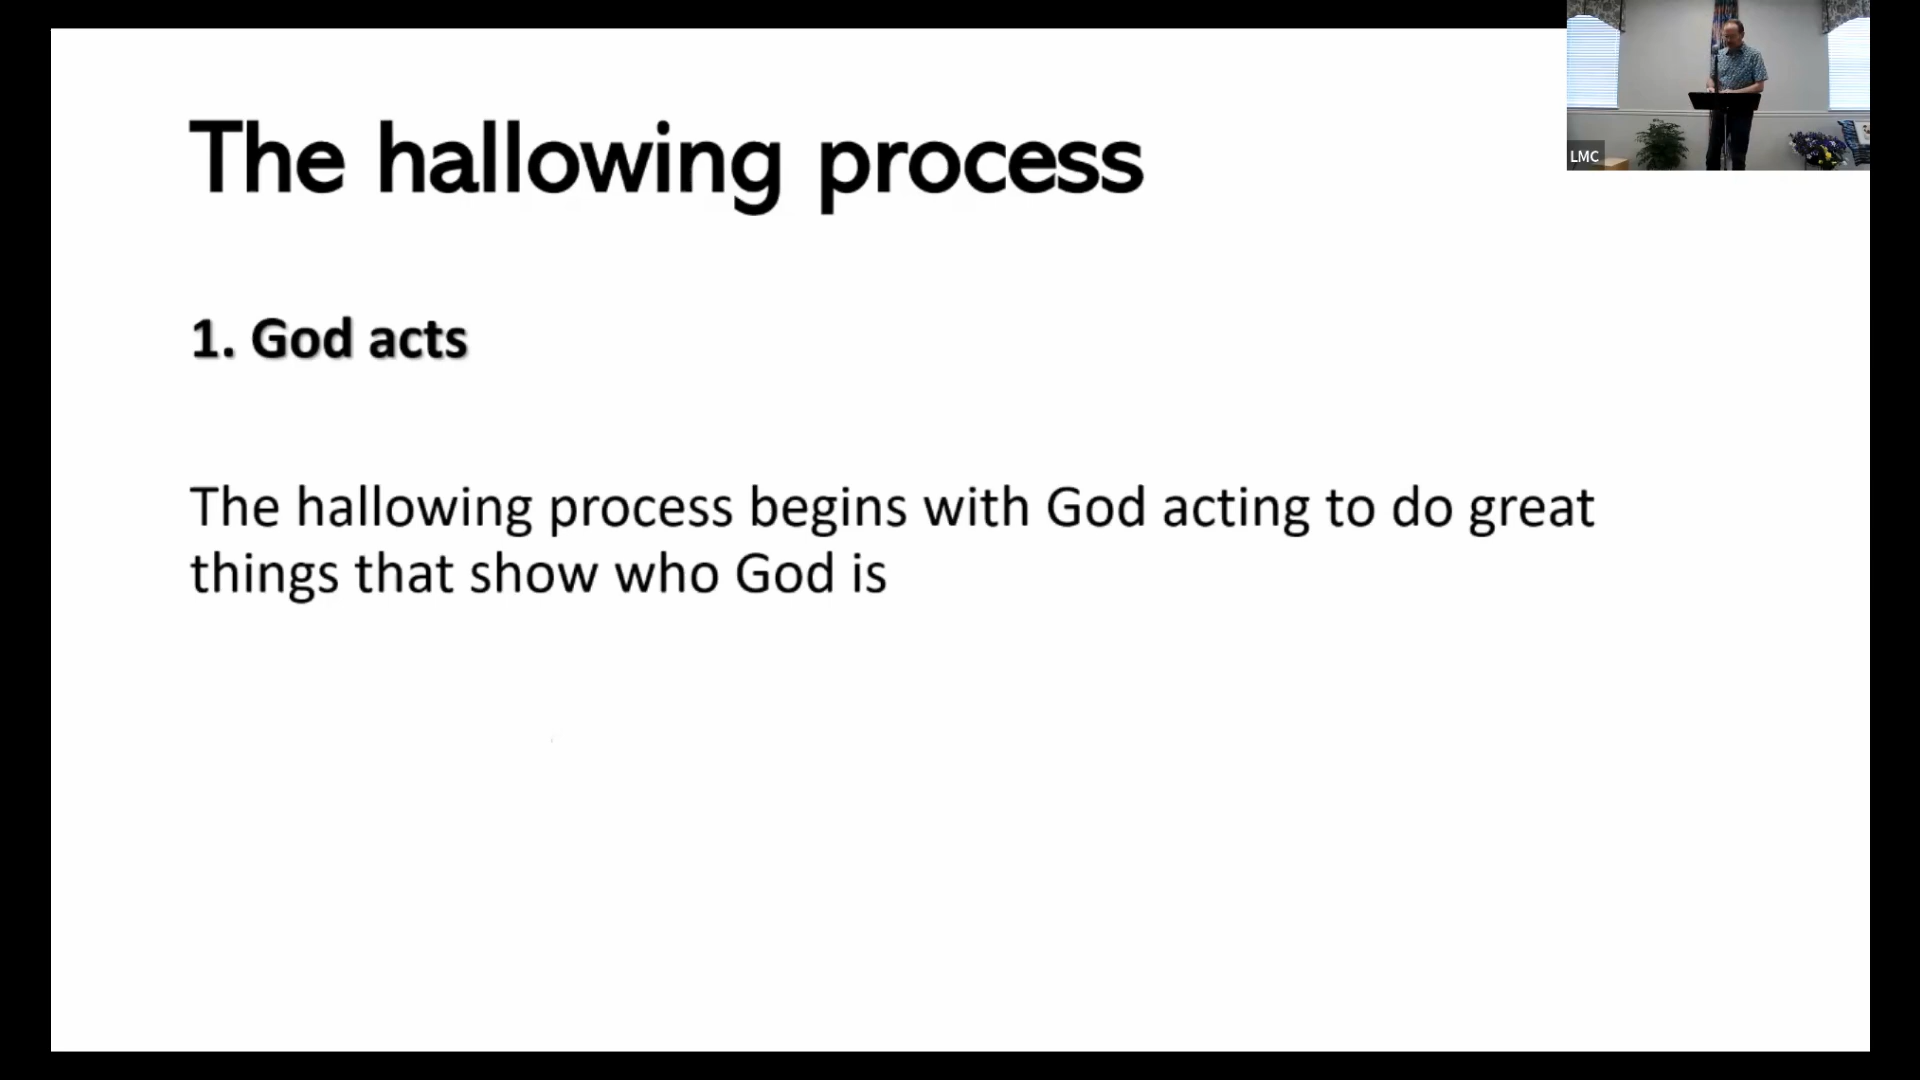 The hallowing process
1. God acts
The hallowing process begins with God acting to do great
things that show who God is
LMC